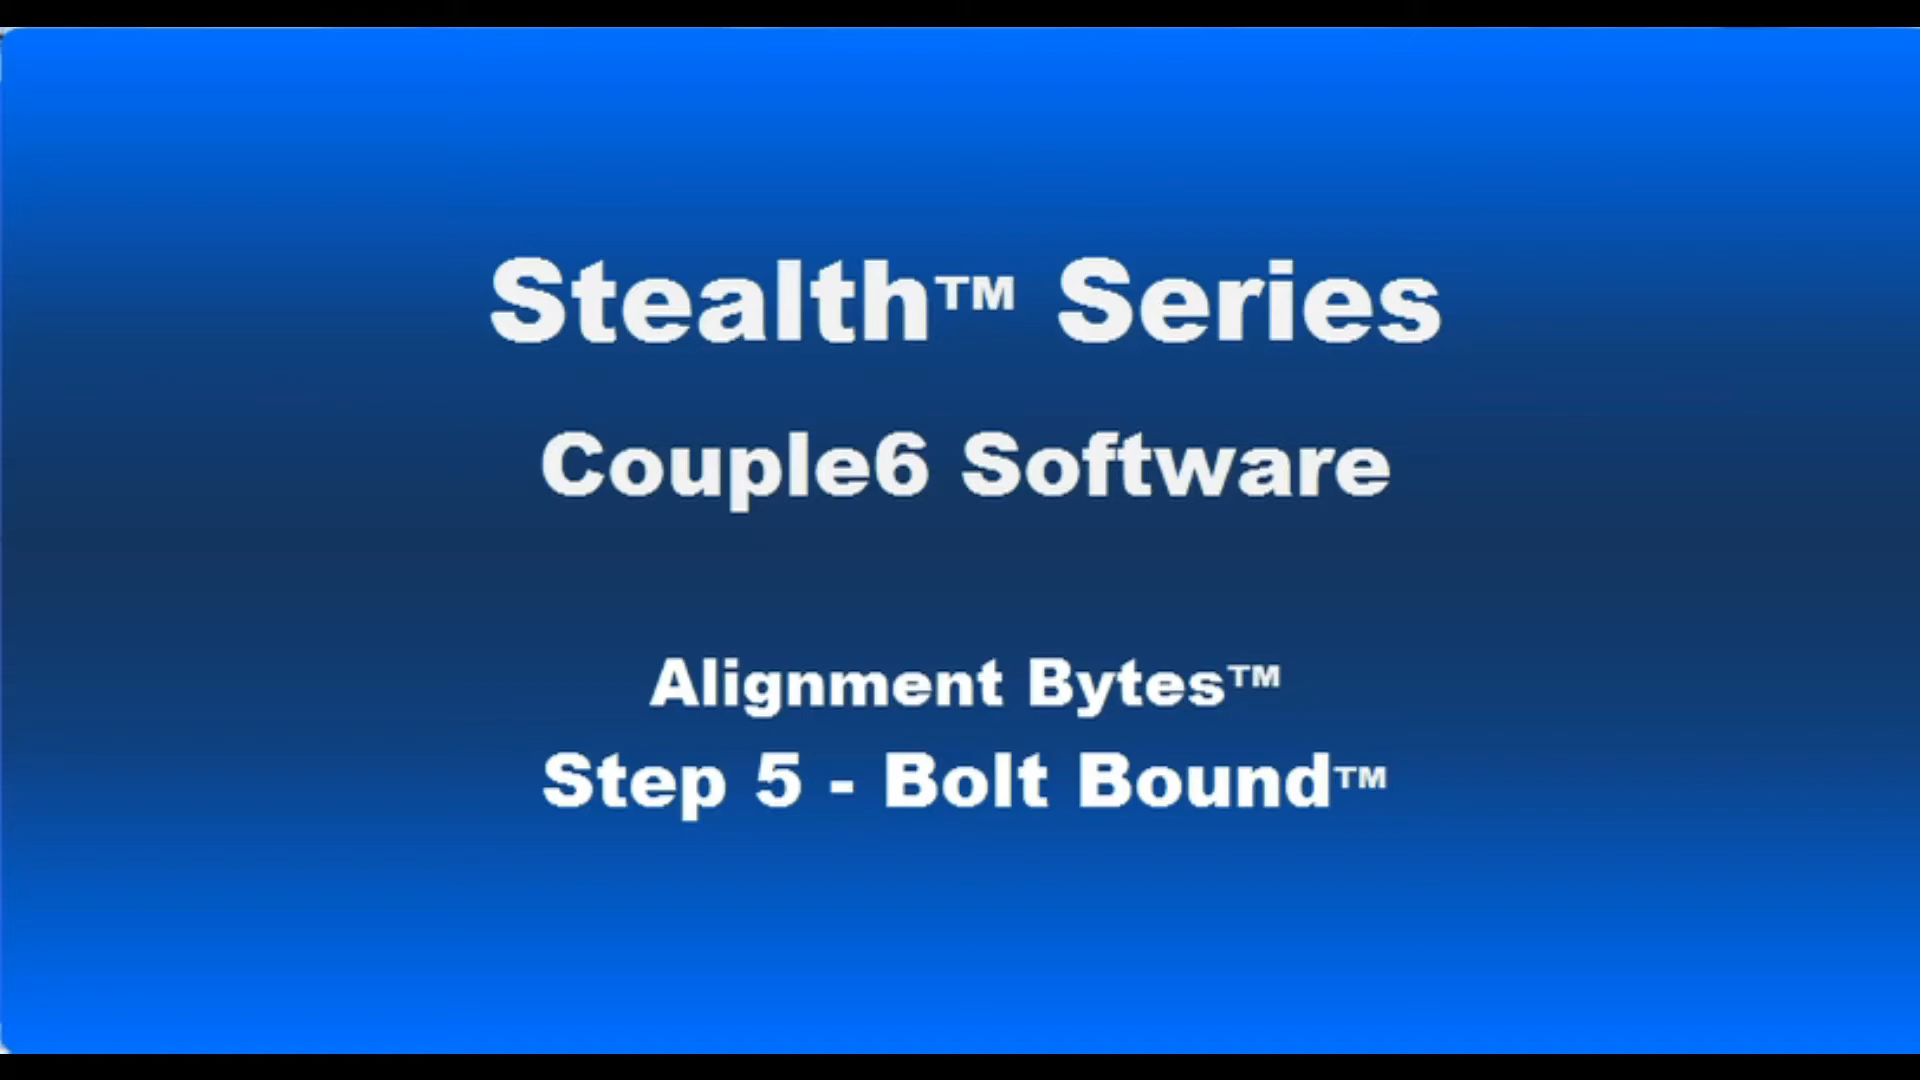 Stealth™ Series
Couple6 Software
Alignment Bytes™
Step 5 - Bolt Bound™